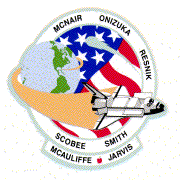 McNAIR ONIZUKA RESNIK
SCOBEE SMITH
McAULIFFE JARVIS